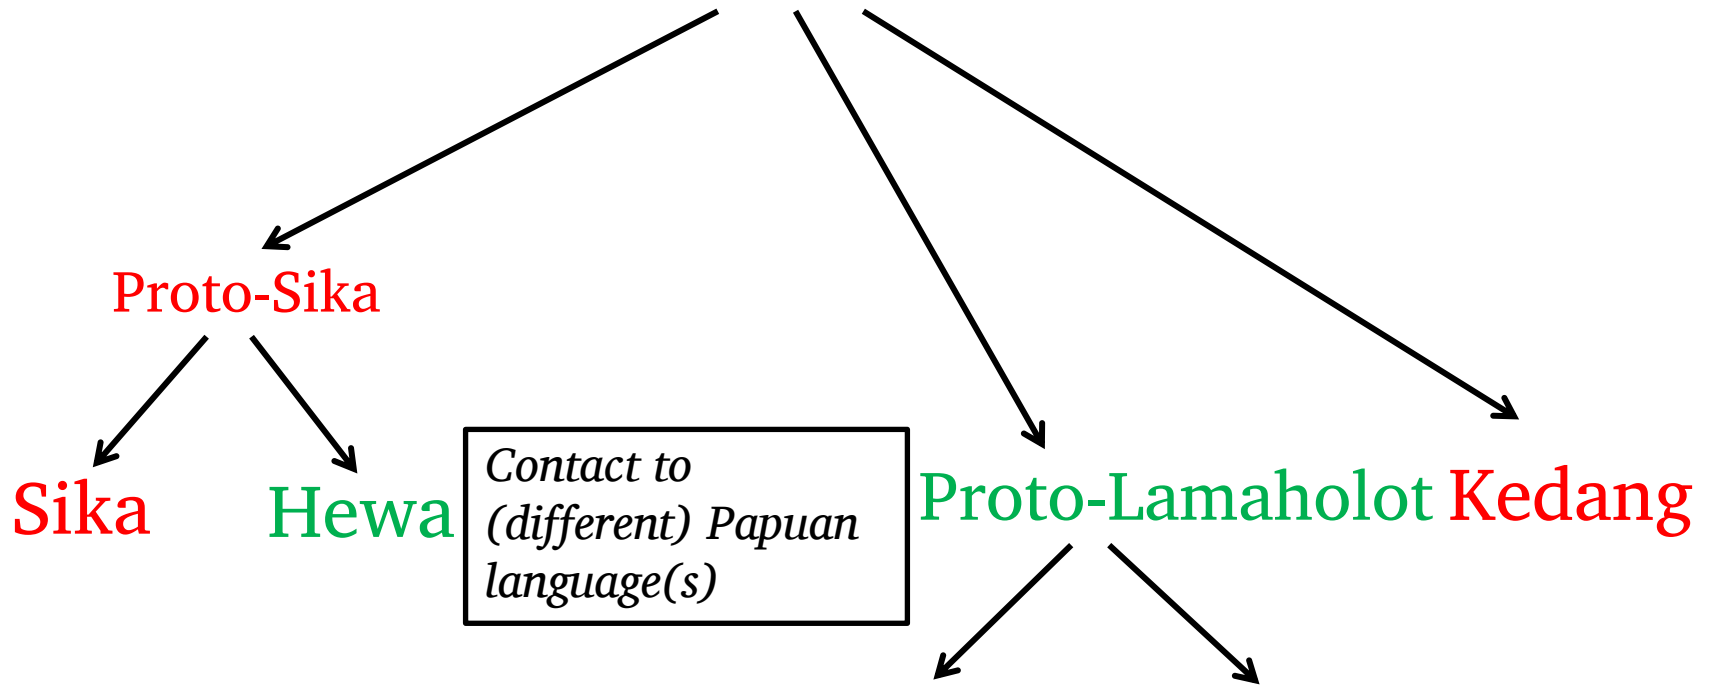 Proto-Sika
Sika
Hewa
Contact to
(different) Papuan
language(s)
Proto-Lamaholot
Kedang